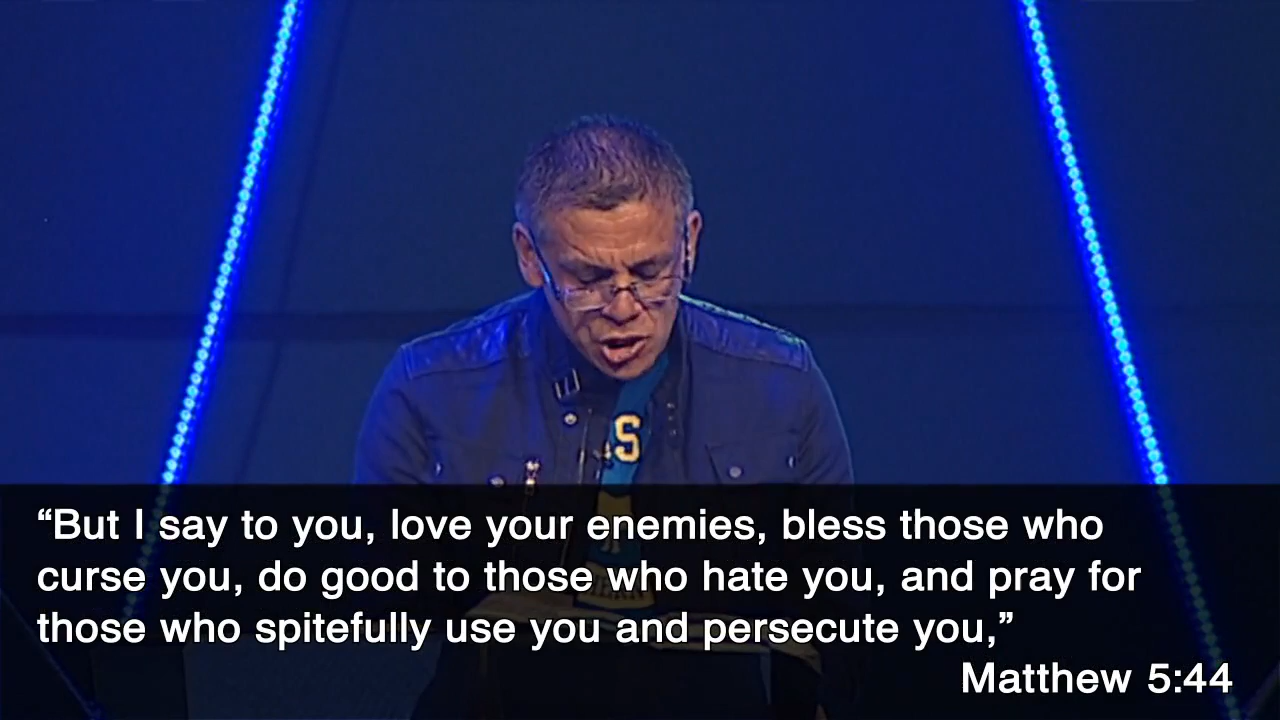 S
“But I say to you, love your enemies, bless those who
curse you, do good to those who hate you, and pray for
those who spitefully use you and persecute you,”
Matthew 5:44